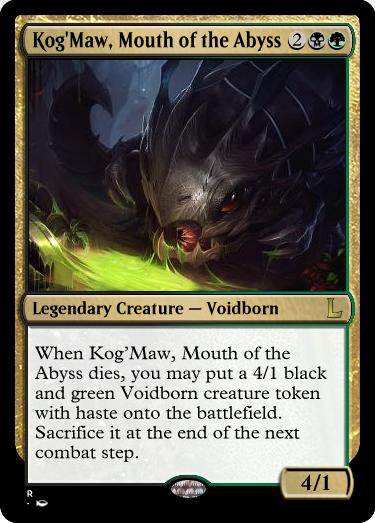 Kog'Maw, Mouth of the Abyss 2
Legendary Creature — Voidborn L
When Kog'Maw, Mouth of the
Abyss dies, you may put a 4/1 black
and green Voidborn creature token
with haste onto the battlefield.
Sacrifice it at the end of the next
combat step.
4/1
R